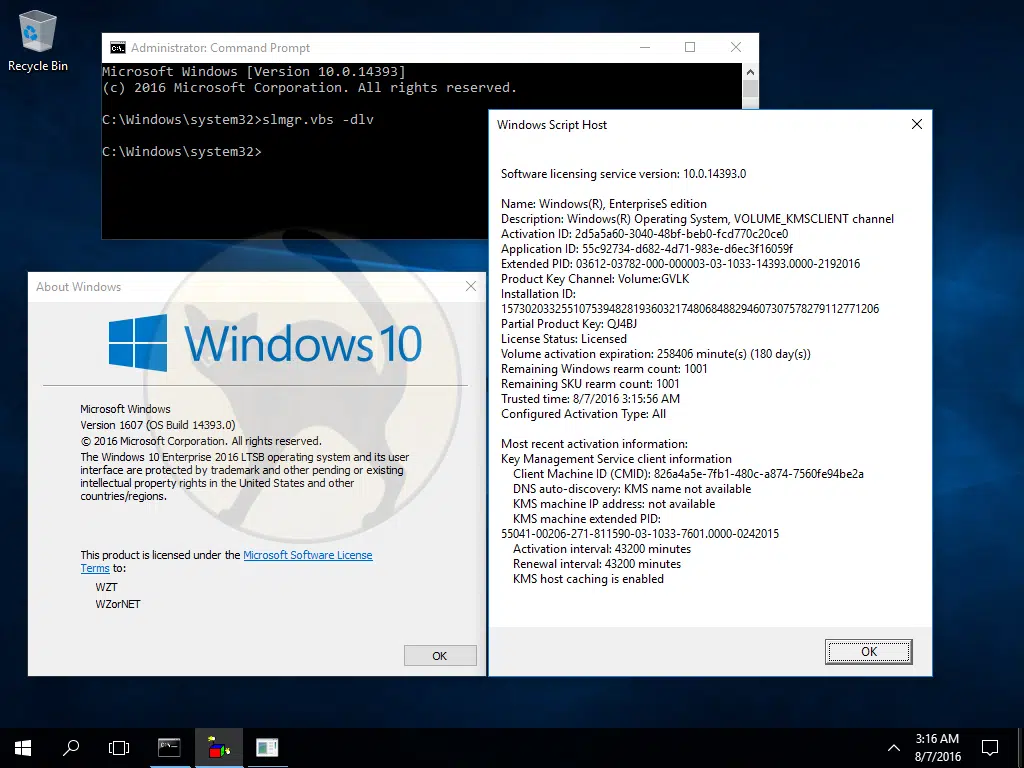 Recycle Bin
Administrator: Command Prompt
Microsoft Windows [Version 10.0.14393]
(c) 2016 Microsoft Corporation. All rights reserved.
C:\Windows\system32>slmgr.vbs -dlv
C:\Windows\system32>
Windows Script Host
Software licensing service version: 10.0.14393.0
Name: Windows(R), EnterpriseS edition
Description: Windows(R) Operating System, VOLUME_KMSCLIENT channel
Activation ID: 2d5a5a60-3040-48bf-beb0-fcd770c20ce0
Application ID: 55c92734-d682-4d71-983e-d6ec3f16059f
Extended PID: 03612-03782-000-000003-03-1033-14393.0000-2192016
Product Key Channel: Volume:GVLK
Installation ID:
157302033255107539482819360321748068488294607307578279112771206
Partial Product Key: QJ4BJ
License Status: Licensed
Volume activation expiration: 258406 minute(s) (180 day(s))
Remaining Windows rearm count: 1001
Remaining SKU rearm count: 1001
Trusted time: 8/7/2016 3:15:56 AM
Configured Activation Type: All
Most recent activation information:
Key Management Service client information
Client Machine ID (CMID): 826a4a5e-7fb1-480c-a874-7560fe94be2a
DNS auto-discovery: KMS name not available
KMS machine IP address: not available
KMS machine extended PID:
55041-00206-271-811590-03-1033-7601.0000-0242015
Activation interval: 43200 minutes
Renewal interval: 43200 minutes
KMS host caching is enabled
OK
About Windows
Windows 10
Microsoft Windows
Version 1607 (OS Build 14393.0)
© 2016 Microsoft Corporation. All rights reserved.
The Windows 10 Enterprise 2016 LTSB operating system and its user
interface are protected by trademark and other pending or existing
intellectual property rights in the United States and other
countries/regions.
This product is licensed under the Microsoft Software License
Terms to:
WZT
WZorNET
OK
3:16 AM
8/7/2016